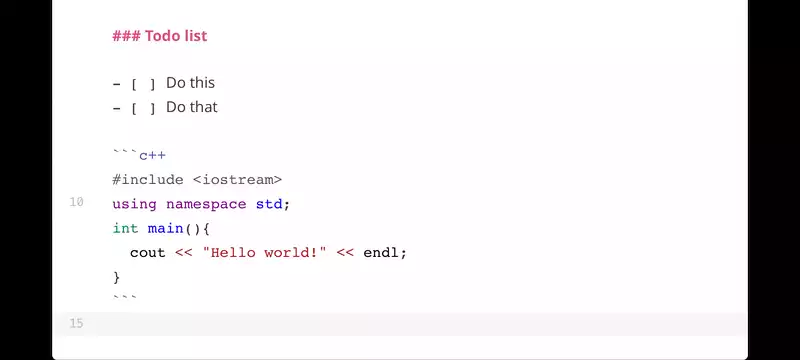 ### Todo list
- [ ] Do this
- [ ] Do that
```c++
#include <iostream>
10 using namespace std;
int main(){
  cout << "Hello world!" << endl;
}
```
15